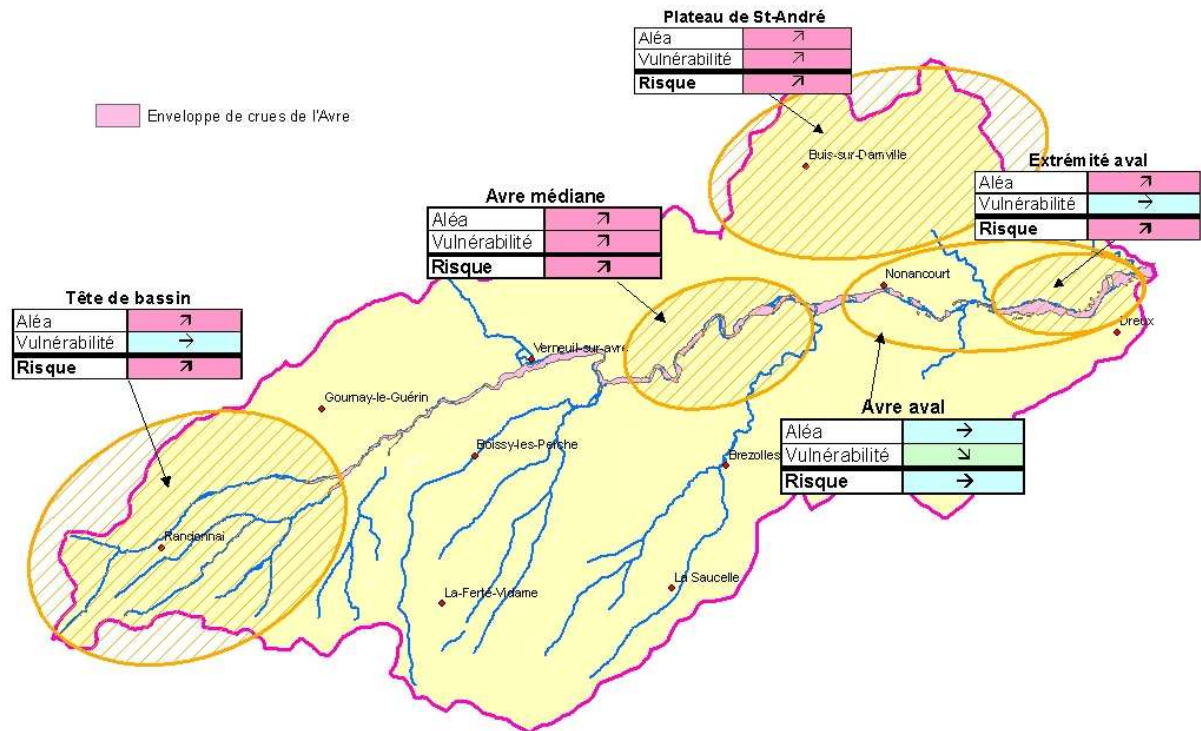 Plateau de St-André
Aléa ↗
Vulnérabilité ↗
Risque ↗
Enveloppe de crues de l'Avre
Buis-sur-Damville
Extrémité aval
Aléa ↗
Vulnérabilité →
Risque ↗
Avre médiane
Aléa ↗
Vulnérabilité ↗
Risque ↗
Nonancourt
Tête de bassin
Aléa ↗
Vulnérabilité →
Risque ↗
Dreux
Verneuil-sur-avre
Gournay-le-Guérin
Avre aval
Aléa →
Vulnérabilité ↘
Risque →
Boissy-les-Perche
Brezolles
Randonnai
La Saucelle
La-Ferté-Vidame